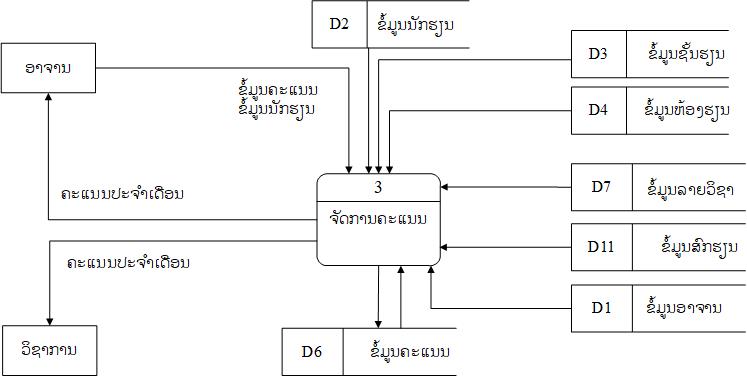 D2 ຂໍ້ມູນນັກຮຽນ
D3 ຂໍ້ມູນຊັ້ນຮຽນ
ອາຈານ
ຂໍ້ມູນຄະແນນ
ຂໍ້ມູນນັກຮຽນ
D4 ຂໍ້ມູນຫ້ອງຮຽນ
3
ຈັດການຄະແນນ
ຄະແນນປະຈຳເດືອນ
D7 ຂໍ້ມູນລາຍວິຊາ
D11 ຂໍ້ມູນສົກຮຽນ
ຄະແນນປະຈຳເດືອນ
D1 ຂໍ້ມູນອາຈານ
ວິຊາການ
D6 ຂໍ້ມູນຄະແນນ